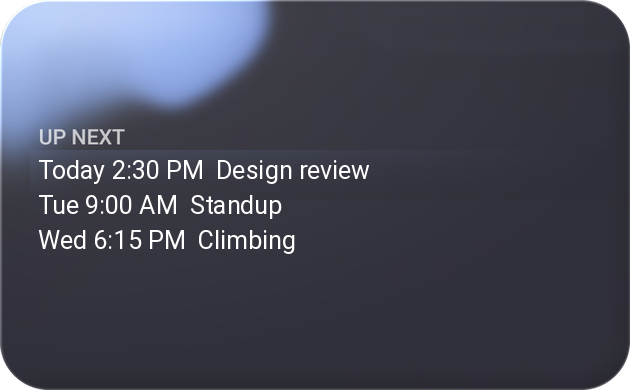 UP NEXT
Today 2:30 PM  Design review
Tue 9:00 AM  Standup
Wed 6:15 PM  Climbing